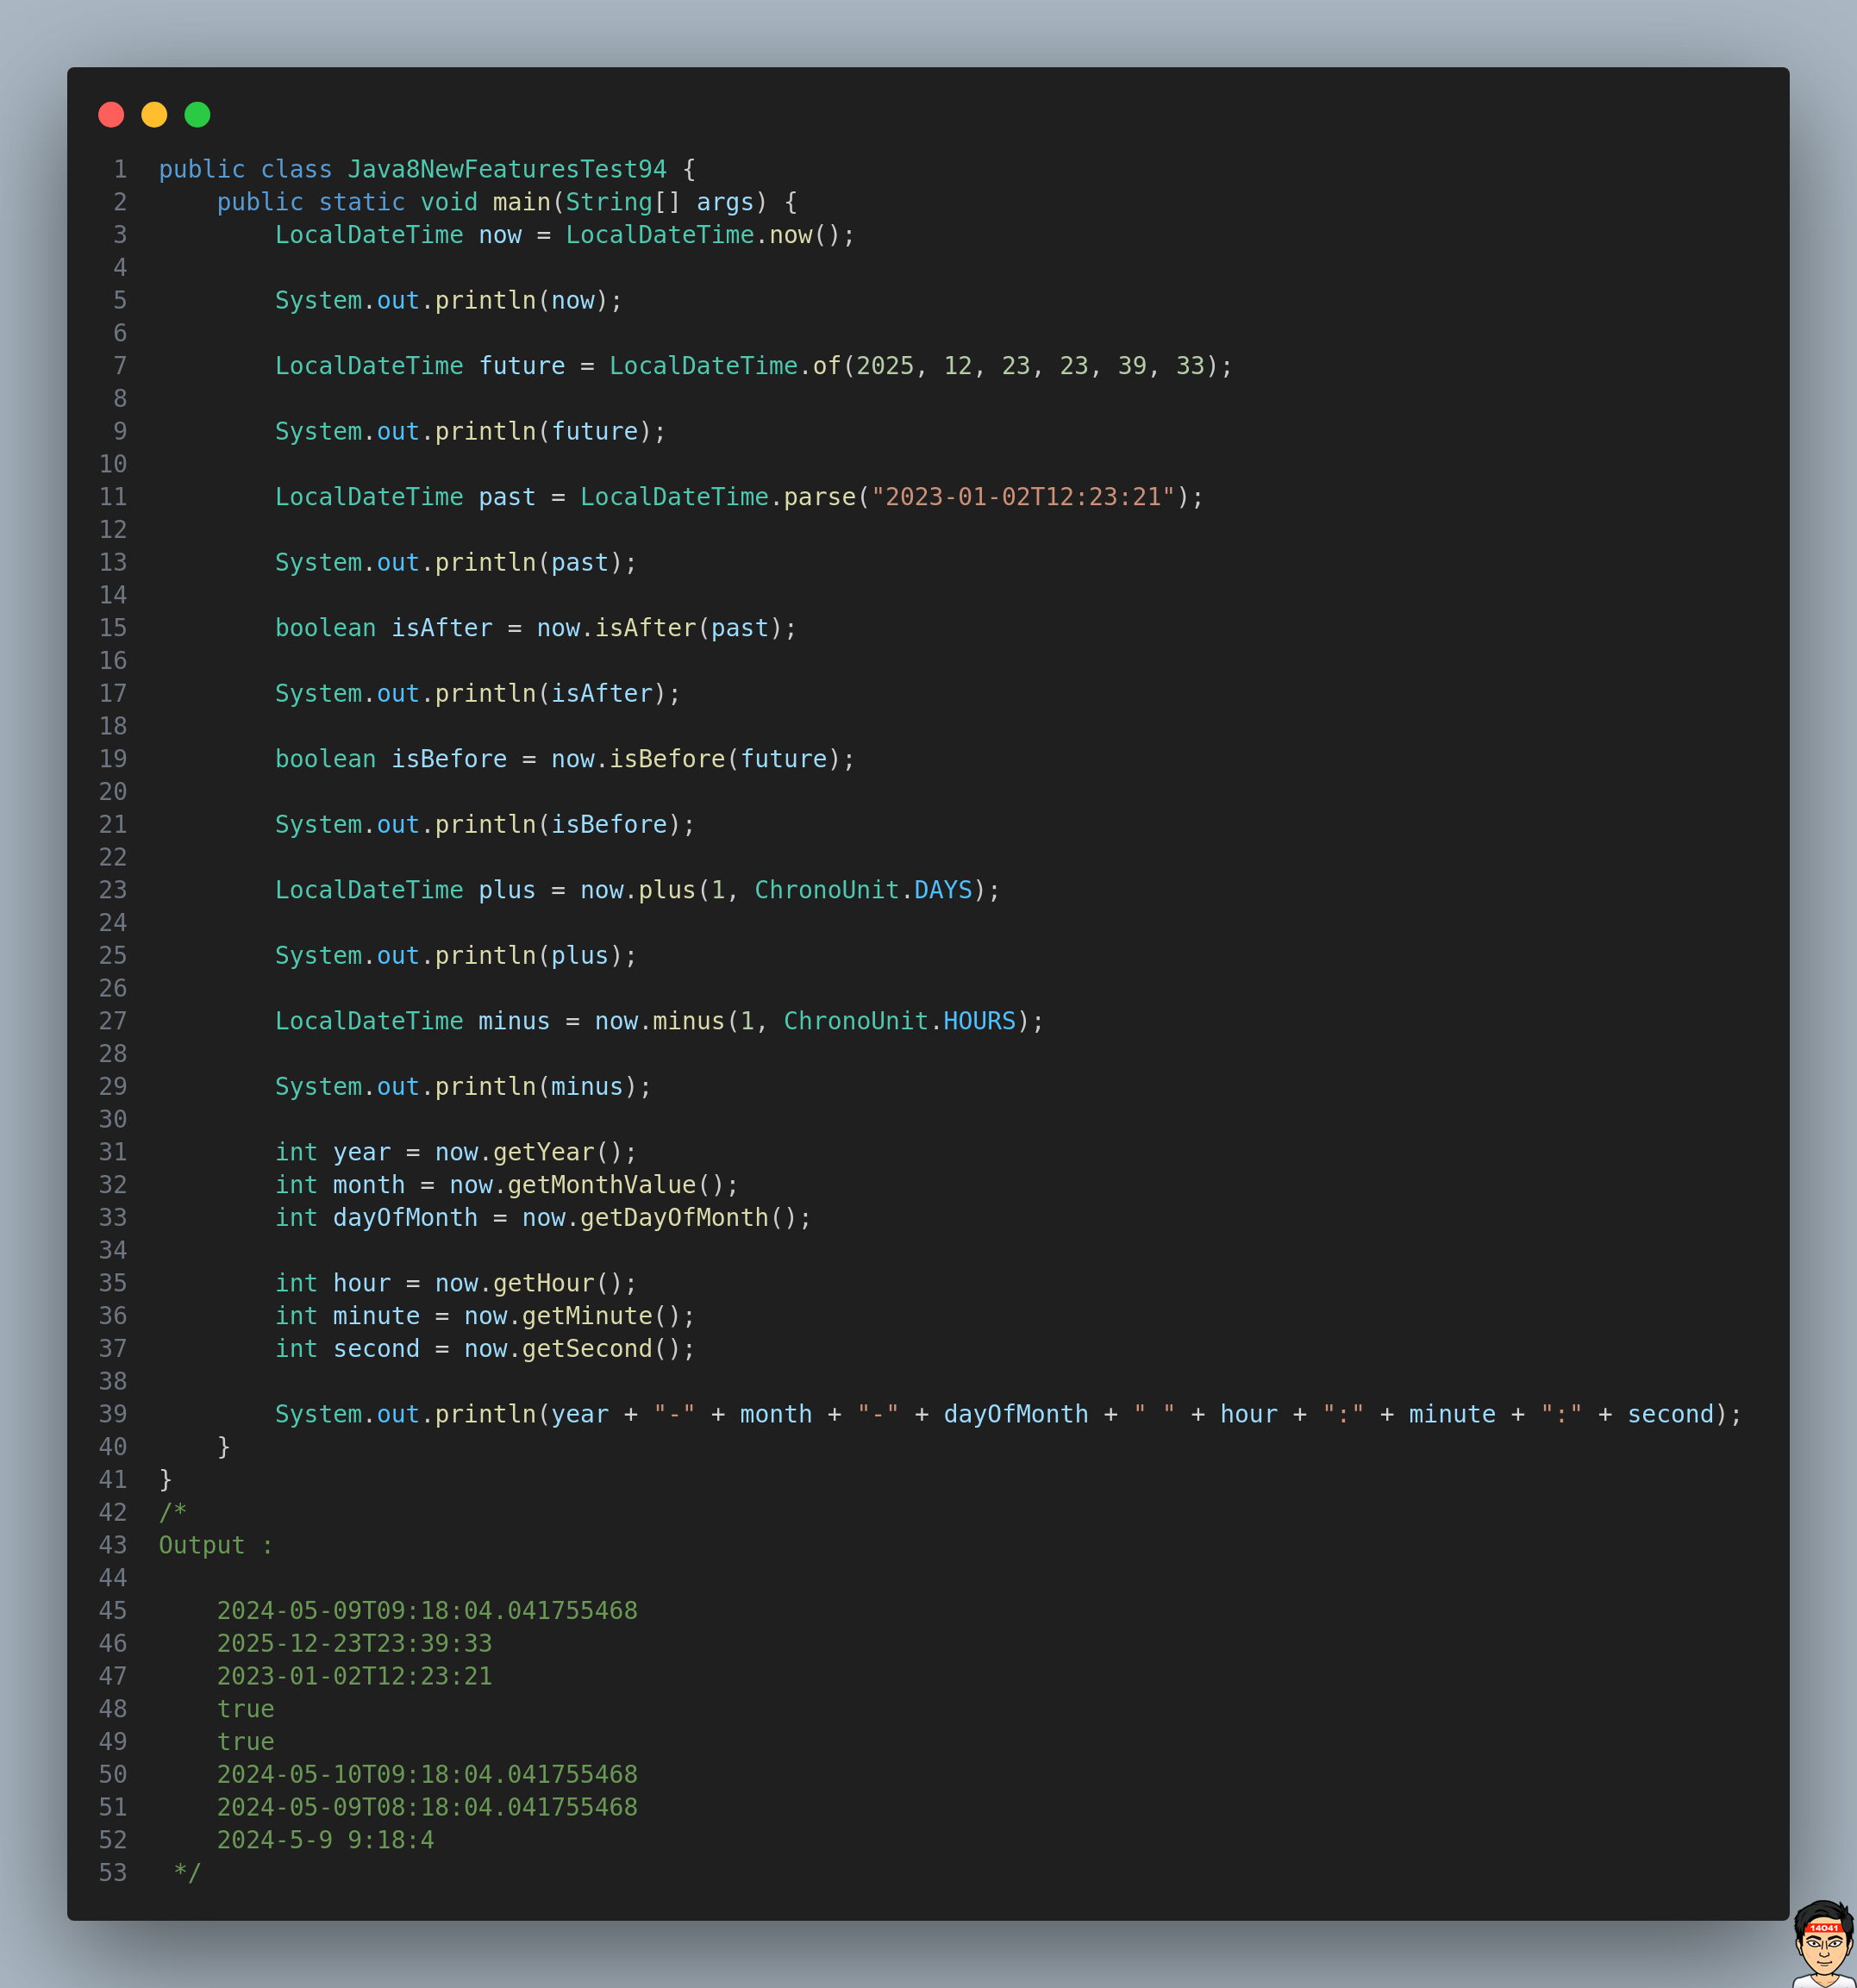 1 public class Java8NewFeaturesTest94 {
2     public static void main(String[] args) {
3         LocalDateTime now = LocalDateTime.now();
4
5         System.out.println(now);
6
7         LocalDateTime future = LocalDateTime.of(2025, 12, 23, 23, 39, 33);
8
9         System.out.println(future);
10
11         LocalDateTime past = LocalDateTime.parse("2023-01-02T12:23:21");
12
13         System.out.println(past);
14
15         boolean isAfter = now.isAfter(past);
16
17         System.out.println(isAfter);
18
19         boolean isBefore = now.isBefore(future);
20
21         System.out.println(isBefore);
22
23         LocalDateTime plus = now.plus(1, ChronoUnit.DAYS);
24
25         System.out.println(plus);
26
27         LocalDateTime minus = now.minus(1, ChronoUnit.HOURS);
28
29         System.out.println(minus);
30
31         int year = now.getYear();
32         int month = now.getMonthValue();
33         int dayOfMonth = now.getDayOfMonth();
34
35         int hour = now.getHour();
36         int minute = now.getMinute();
37         int second = now.getSecond();
38
39         System.out.println(year + "-" + month + "-" + dayOfMonth + " " + hour + ":" + minute + ":" + second);
40     }
41 }
42 /*
43 Output :
44
45     2024-05-09T09:18:04.041755468
46     2025-12-23T23:39:33
47     2023-01-02T12:23:21
48     true
49     true
50     2024-05-10T09:18:04.041755468
51     2024-05-09T08:18:04.041755468
52     2024-5-9 9:18:4
53  */
14041